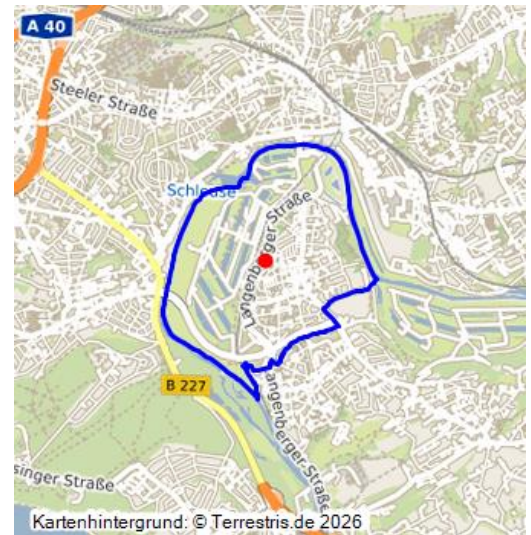 A 40
Steeler Straße
Schleuse
Langenberger Straße
B 227
Langenberger Straße
singer Straße
Kartenhintergrund: © Terrestris.de 2026